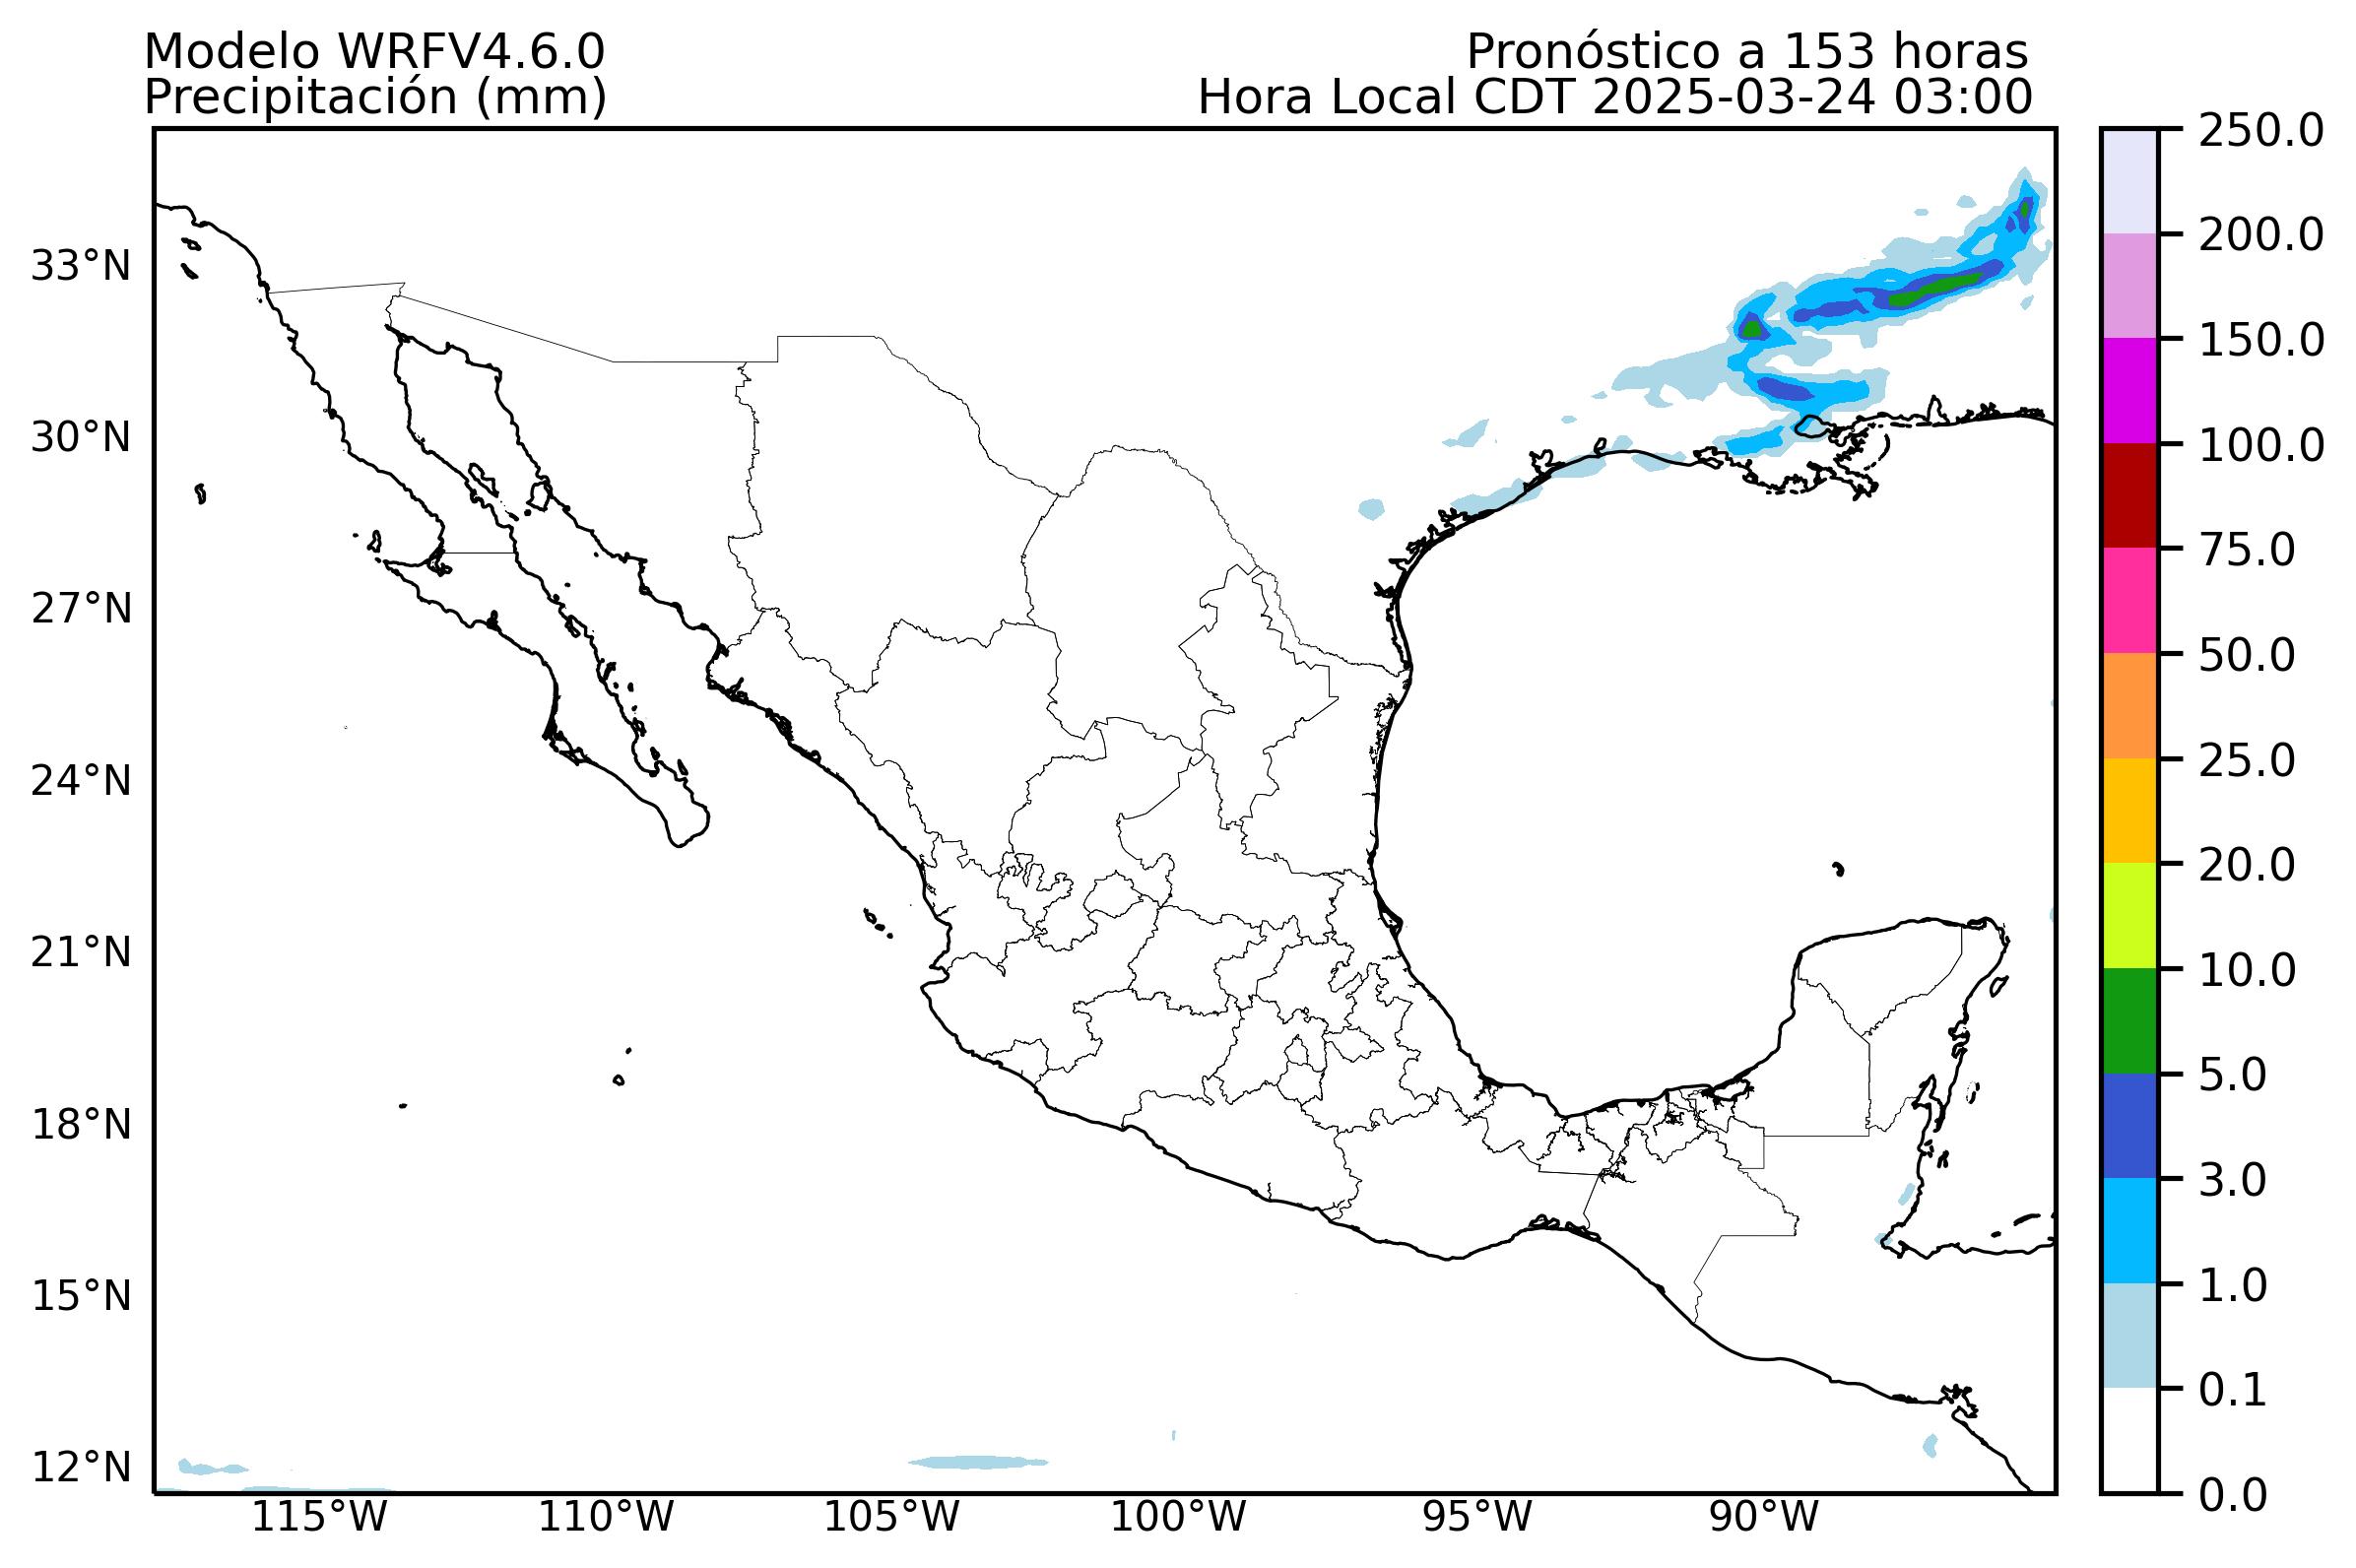 Modelo WRFV4.6.0
Pronóstico a 153 horas
Precipitación (mm)
Hora Local CDT 2025-03-24 03:00
33°N
30°N
27°N
24°N
21°N
18°N
15°N
12°N
115°W
110°W
105°W
100°W
95°W
90°W
250.0
200.0
150.0
100.0
75.0
50.0
25.0
20.0
10.0
5.0
3.0
1.0
0.1
0.0